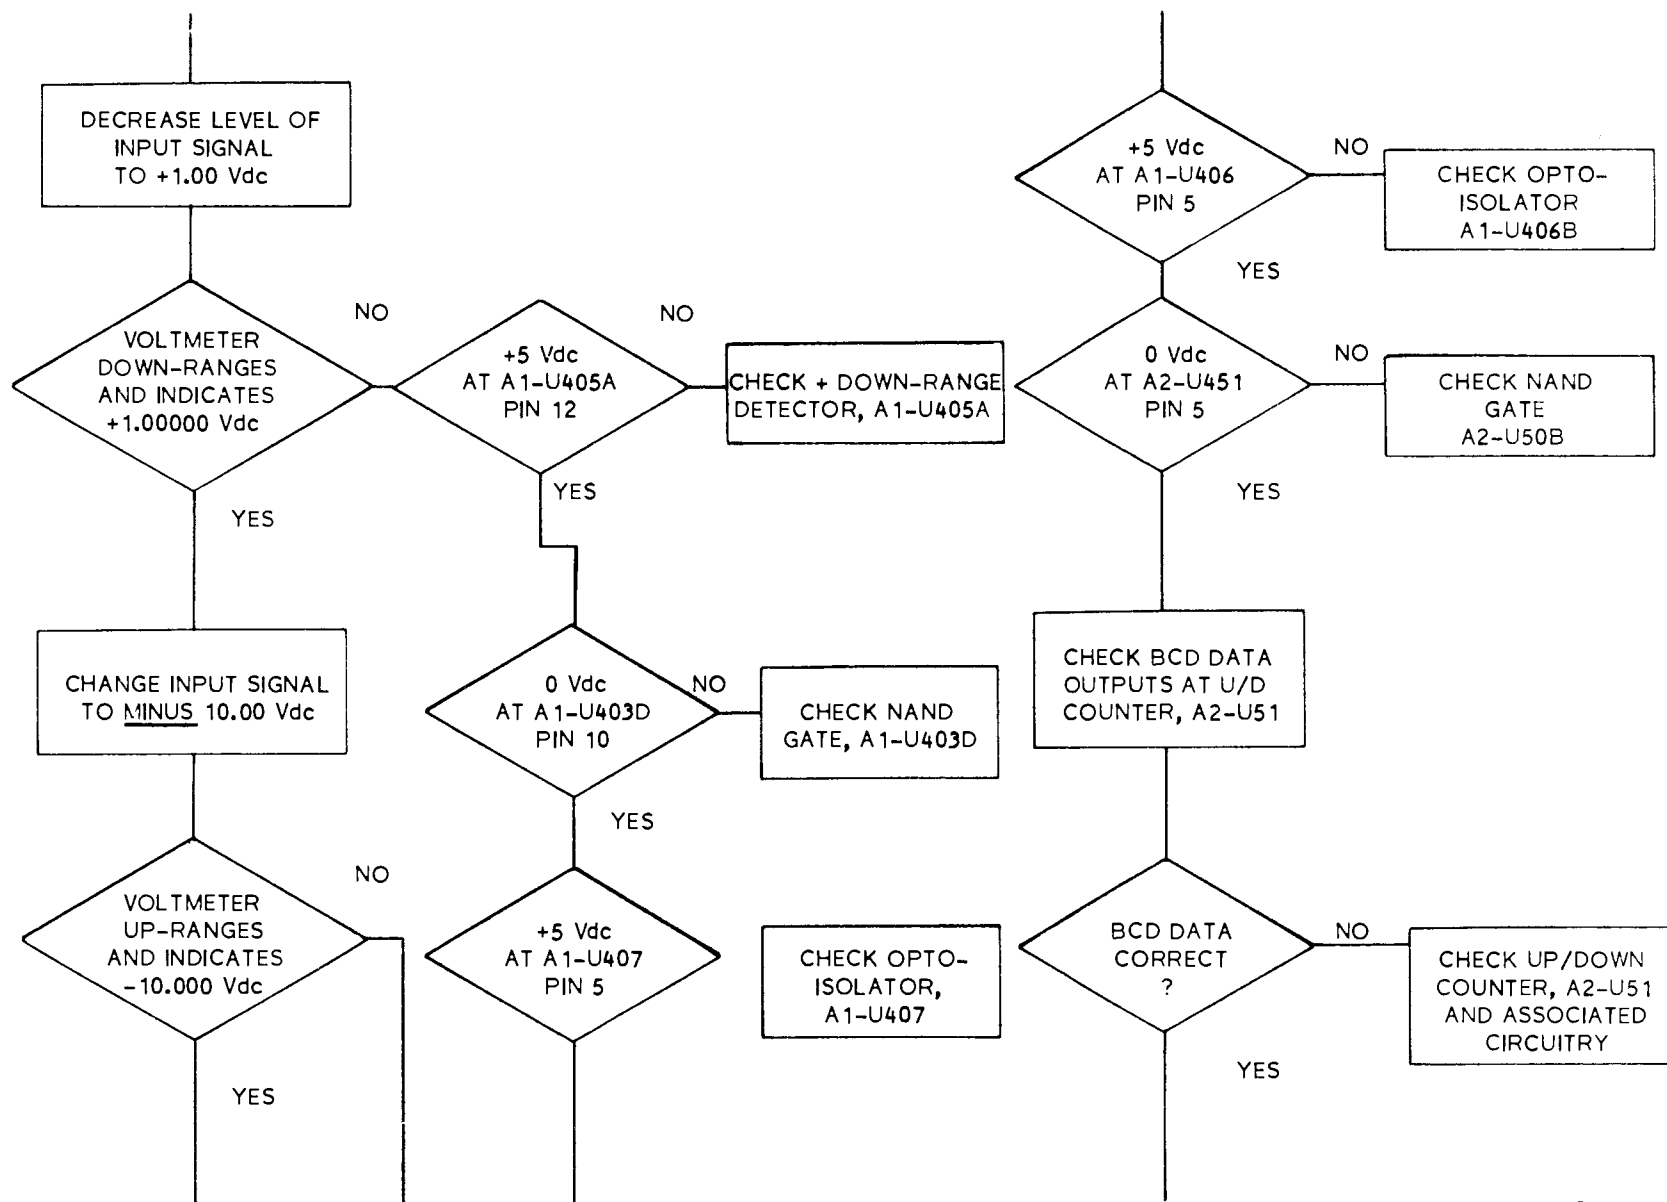 DECREASE LEVEL OF
INPUT SIGNAL
TO +1.00 Vdc
VOLTMETER
DOWN-RANGES
AND INDICATES
+1.00000 Vdc
NO
YES
CHANGE INPUT SIGNAL
TO MINUS 10.00 Vdc
VOLTMETER
UP-RANGES
AND INDICATES
-10.000 Vdc
NO
YES
+5 Vdc
AT A1-U405A
PIN 12
NO
CHECK + DOWN-RANGE
DETECTOR, A1-U405A
YES
0 Vdc
AT A1-U403D
PIN 10
NO
CHECK NAND
GATE, A1-U403D
YES
+5 Vdc
AT A1-U407
PIN 5
CHECK OPTO-
ISOLATOR,
A1-U407
+5 Vdc
AT A1-U406
PIN 5
NO
CHECK OPTO-
ISOLATOR
A1-U406B
YES
0 Vdc
AT A2-U451
PIN 5
NO
CHECK NAND
GATE
A2-U50B
YES
CHECK BCD DATA
OUTPUTS AT U/D
COUNTER, A2-U51
BCD DATA
CORRECT
?
NO
CHECK UP/DOWN
COUNTER, A2-U51
AND ASSOCIATED
CIRCUITRY
YES